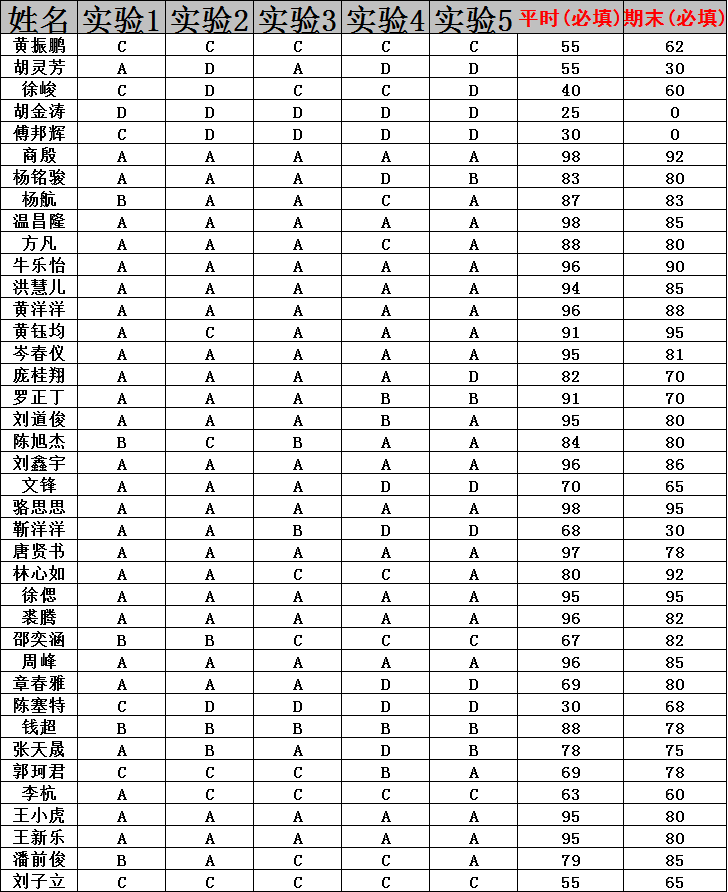 姓名 实验1 实验2 实验3 实验4 实验5 平时(必填) 期末(必填)
黄振鹏 C C C C C 55 62
胡灵芳 A D A D D 55 30
徐峻 C D C C D 40 60
胡金涛 D D D D D 25 0
傅邦辉 C D D D D 30 0
商殷 A A A A A 98 92
杨铭骏 A A A D B 83 80
杨航 B A A C A 87 83
温昌隆 A A A A A 98 85
方凡 A A A C A 88 80
牛乐怡 A A A A A 96 90
洪慧儿 A A A A A 94 85
黄洋洋 A A A A A 96 88
黄钰均 A C A A A 91 95
岑春仪 A A A A A 95 81
庞桂翔 A A A A D 82 70
罗正丁 A A A B B 91 70
刘道俊 A A A B A 95 80
陈旭杰 B C B A A 84 80
刘鑫宇 A A A A A 96 86
文锋 A A A D D 70 65
骆思思 A A A A A 98 95
靳洋洋 A A B D D 68 30
唐贤书 A A A A A 97 78
林心如 A A C C A 80 92
徐偲 A A A A A 95 95
裘腾 A A A A A 96 82
邵奕涵 B B C C C 67 82
周峰 A A A A A 96 85
章春雅 A A A D D 69 80
陈塞特 C D D D D 30 68
钱超 B B B B B 88 78
张天晟 A B A D B 78 75
郭珂君 C C C B A 69 78
李杭 A C C C C 63 60
王小虎 A A A A A 95 80
王新乐 A A A A A 95 80
潘前俊 B A C C A 79 85
刘子立 C C C C C 55 65